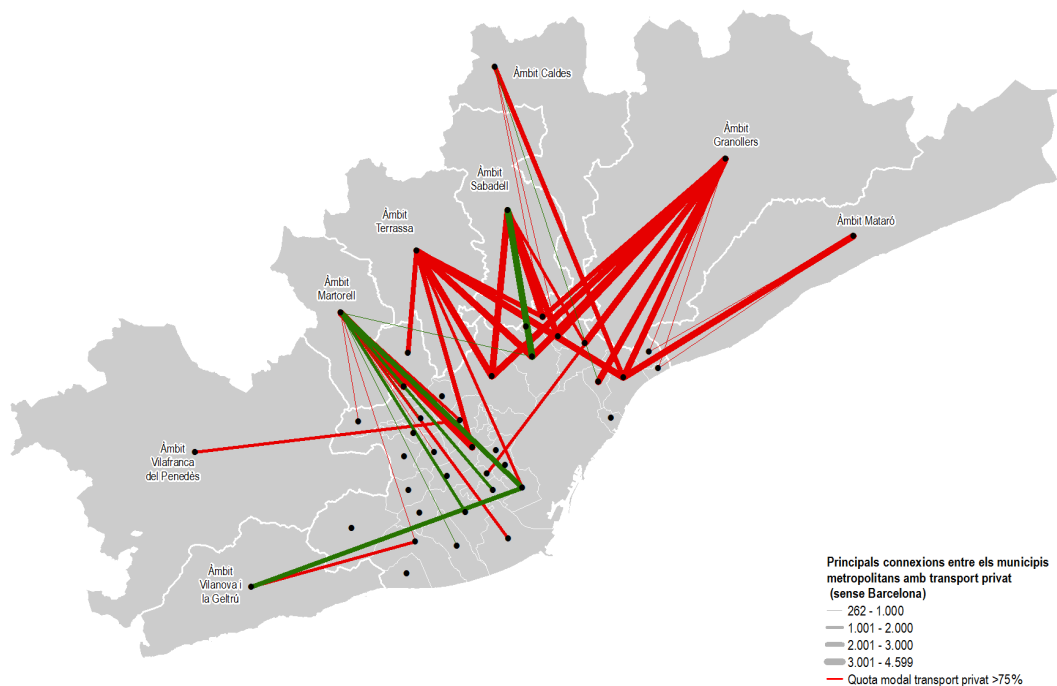 Àmbit Caldes
Àmbit
Granollers
Àmbit
Sabadell
Àmbit Mataró
Àmbit
Terrassa
Àmbit
Martorell
Àmbit
Vilafranca
del Penedès
Àmbit
Vilanova i
la Geltrú
Principals connexions entre els municipis
metropolitans amb transport privat
(sense Barcelona)
262 - 1.000
1.001 - 2.000
2.001 - 3.000
3.001 - 4.599
Quota modal transport privat >75%